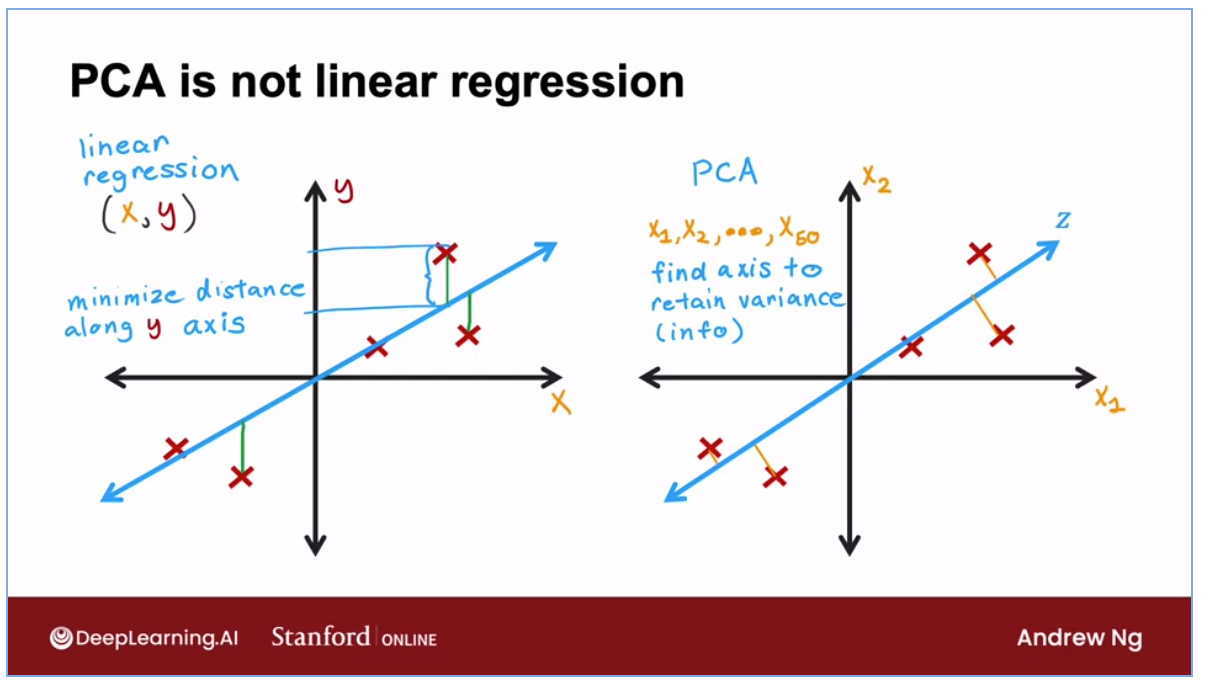 PCA is not linear regression
linear
regression
(x, y)
minimize distance
along y axis
y
x
PCA
x₁, x₂, ..., x₅₀
find axis to
retain variance
(info)
x₂
z
x₁
DeepLearning.AI Stanford ONLINE Andrew Ng